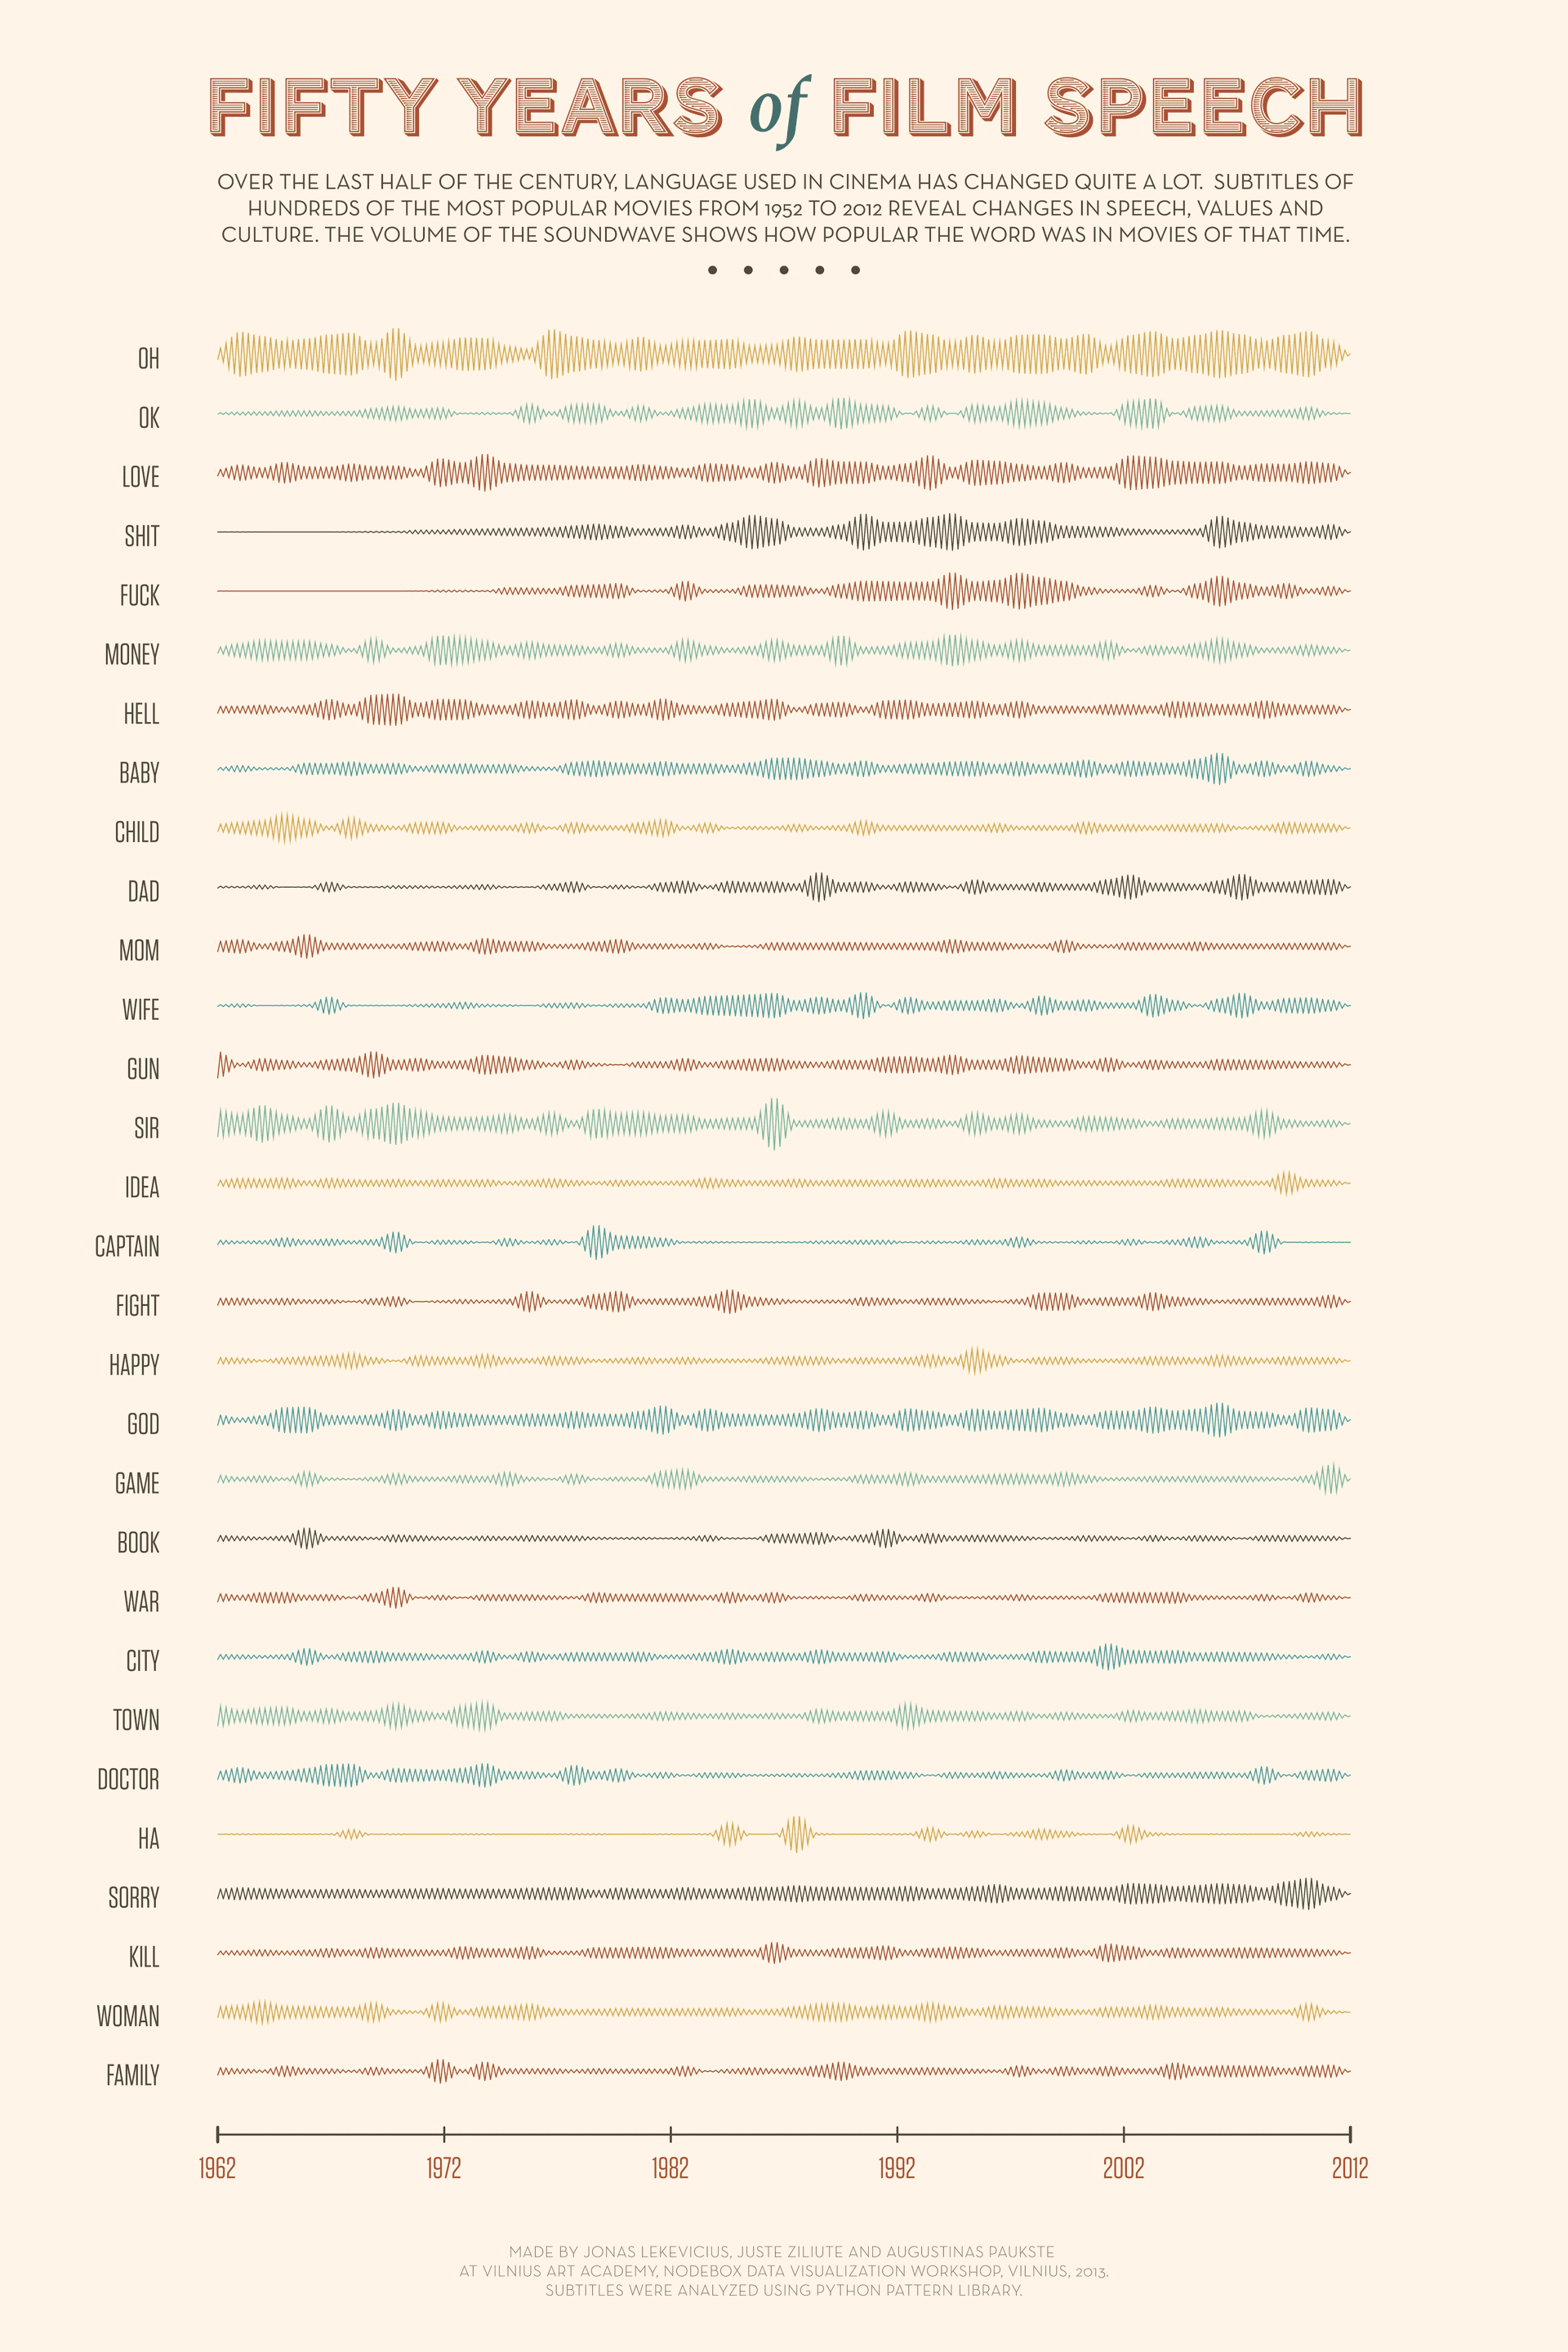 FIFTY YEARS of FILM SPEECH
OVER THE LAST HALF OF THE CENTURY, LANGUAGE USED IN CINEMA HAS CHANGED QUITE A LOT. SUBTITLES OF
HUNDREDS OF THE MOST POPULAR MOVIES FROM 1952 TO 2012 REVEAL CHANGES IN SPEECH, VALUES AND
CULTURE. THE VOLUME OF THE SOUNDWAVE SHOWS HOW POPULAR THE WORD WAS IN MOVIES OF THAT TIME.
OH
OK
LOVE
SHIT
FUCK
MONEY
HELL
BABY
CHILD
DAD
MOM
WIFE
GUN
SIR
IDEA
CAPTAIN
FIGHT
HAPPY
GOD
GAME
BOOK
WAR
CITY
TOWN
DOCTOR
HA
SORRY
KILL
WOMAN
FAMILY
1962 1972 1982 1992 2002 2012
MADE BY JONAS LEKEVICIUS, JUSTE ZILIUTE AND AUGUSTINAS PAUKSTE
AT VILNIUS ART ACADEMY, NODEBOX DATA VISUALIZATION WORKSHOP, VILNIUS, 2013.
SUBTITLES WERE ANALYZED USING PYTHON PATTERN LIBRARY.